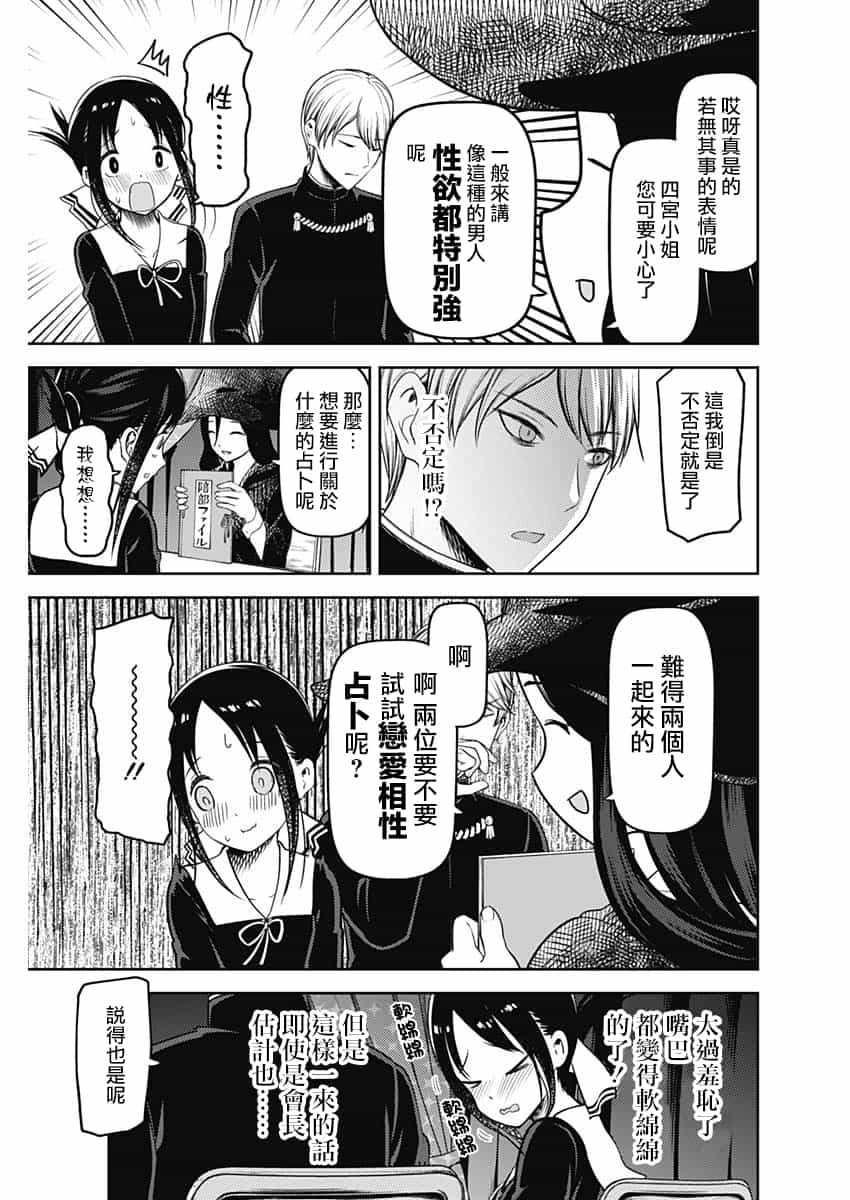 哎呀真是的
若無其事的表情呢
四宮小姐
您可要小心了
一般來講
像這種的男人
性欲都特別強
呢
性……
這我倒是
不否定就是了
不否定嗎!?
那麼…
想要進行關於
什麼的占卜呢
陰部
ファイル
我想想……
難得兩個人
一起來的
啊
啊 兩位要不要
試試戀愛相性
占卜呢?
……!!
太過羞恥了
嘴巴
都變得軟綿綿
的了!
軟綿綿
軟綿綿
但是
這樣一來的話
即使是會長
估計也……
説得也是呢